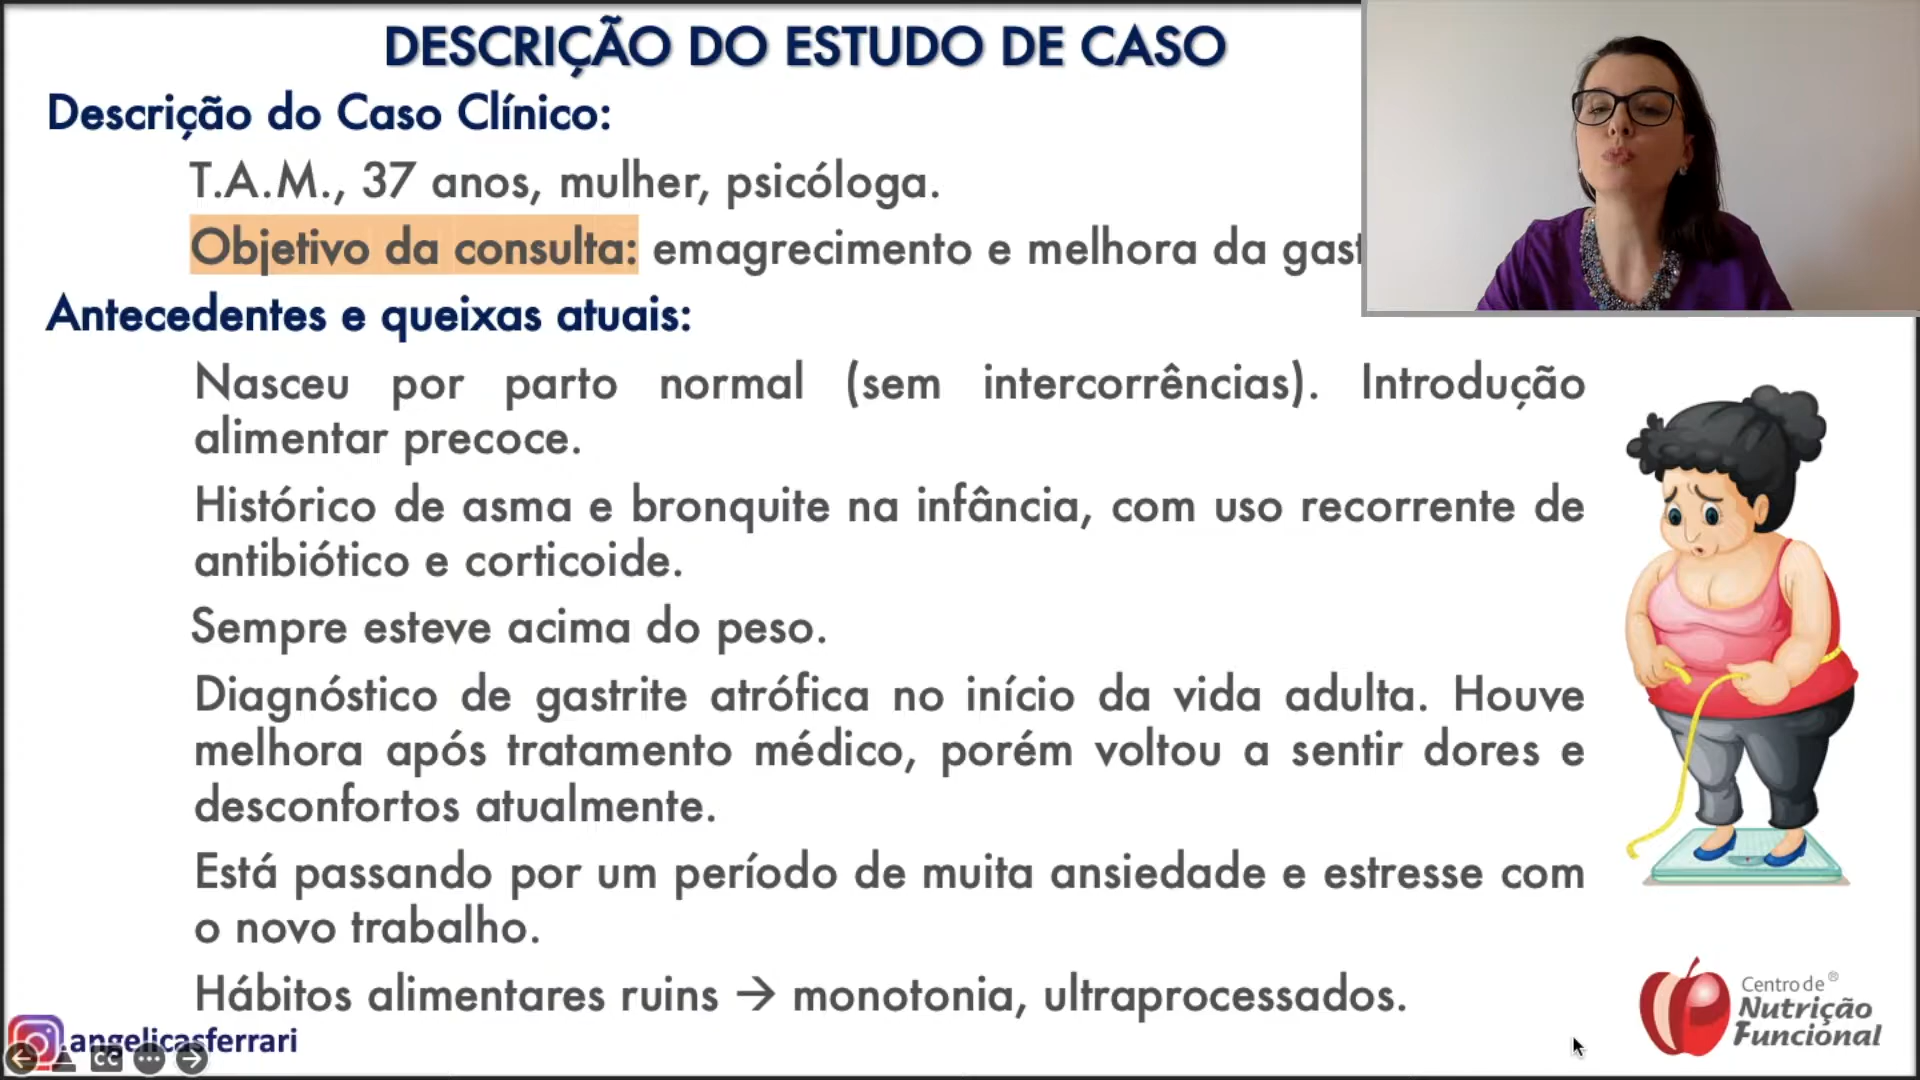 DESCRIÇÃO DO ESTUDO DE CASO
Descrição do Caso Clínico:
T.A.M., 37 anos, mulher, psicóloga.
Objetivo da consulta: emagrecimento e melhora da
Antecedentes e queixas atuais:
Nasceu por parto normal (sem intercorrências). Introdução
alimentar precoce.
Histórico de asma e bronquite na infância, com uso recorrente de
antibiótico e corticoide.
Sempre esteve acima do peso.
Diagnóstico de gastrite atrófica no início da vida adulta. Houve
melhora após tratamento médico, porém voltou a sentir dores e
desconfortos atualmente.
Está passando por um período de muita ansiedade e estresse com
o novo trabalho.
Hábitos alimentares ruins → monotonia, ultraprocessados.
angelicasferrari
CC
Centro de ®
Nutrição
Funcional